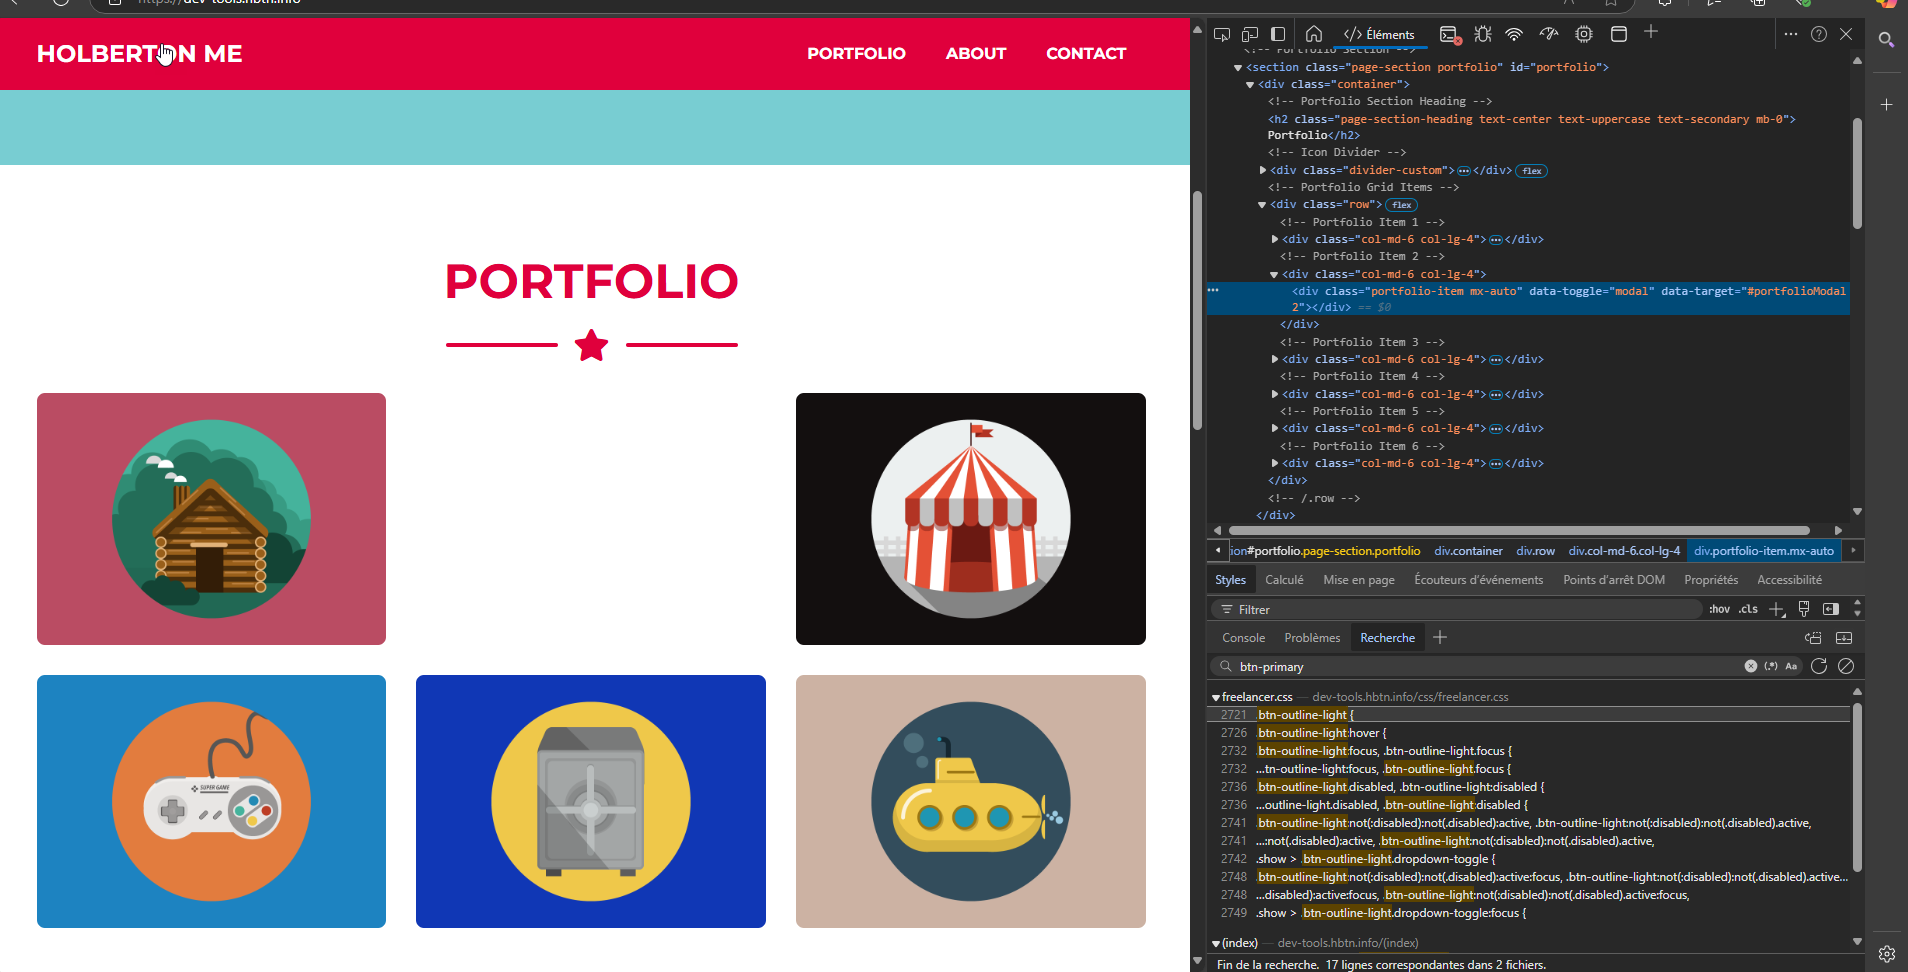 https://dev-tools.hbtn.info
HOLBERTON ME
PORTFOLIO
ABOUT
CONTACT
PORTFOLIO
SUPER GAME
Éléments
<!-- Portfolio Section -->
<section class="page-section portfolio" id="portfolio">
<div class="container">
<!-- Portfolio Section Heading -->
<h2 class="page-section-heading text-center text-uppercase text-secondary mb-0">
Portfolio</h2>
<!-- Icon Divider -->
<div class="divider-custom"> ••• </div> flex
<!-- Portfolio Grid Items -->
<div class="row"> flex
<!-- Portfolio Item 1 -->
<div class="col-md-6 col-lg-4"> ••• </div>
<!-- Portfolio Item 2 -->
<div class="col-md-6 col-lg-4">
<div class="portfolio-item mx-auto" data-toggle="modal" data-target="#portfolioModal
2"></div> == $0
</div>
<!-- Portfolio Item 3 -->
<div class="col-md-6 col-lg-4"> ••• </div>
<!-- Portfolio Item 4 -->
<div class="col-md-6 col-lg-4"> ••• </div>
<!-- Portfolio Item 5 -->
<div class="col-md-6 col-lg-4"> ••• </div>
<!-- Portfolio Item 6 -->
<div class="col-md-6 col-lg-4"> ••• </div>
</div>
<!-- /.row -->
</div>
ion#portfolio.page-section.portfolio div.container div.row div.col-md-6.col-lg-4 div.portfolio-item.mx-auto
Styles Calculé Mise en page Écouteurs d'événements Points d'arrêt DOM Propriétés Accessibilité
Filtrer :hov .cls
Console Problèmes Recherche
btn-primary (.*) Aa
freelancer.css — dev-tools.hbtn.info/css/freelancer.css
2721 .btn-outline-light {
2726 .btn-outline-light:hover {
2732 .btn-outline-light:focus, .btn-outline-light.focus {
2732 ...tn-outline-light:focus, .btn-outline-light.focus {
2736 .btn-outline-light.disabled, .btn-outline-light:disabled {
2736 ...outline-light.disabled, .btn-outline-light:disabled {
2741 .btn-outline-light:not(:disabled):not(.disabled):active, .btn-outline-light:not(:disabled):not(.disabled).active,
2741 ...:not(.disabled):active, .btn-outline-light:not(:disabled):not(.disabled).active,
2742 .show > .btn-outline-light.dropdown-toggle {
2748 .btn-outline-light:not(:disabled):not(.disabled):active:focus, .btn-outline-light:not(:disabled):not(.disabled).active...
2748 ...disabled):active:focus, .btn-outline-light:not(:disabled):not(.disabled).active:focus,
2749 .show > .btn-outline-light.dropdown-toggle:focus {
(index) — dev-tools.hbtn.info/(index)
Fin de la recherche. 17 lignes correspondantes dans 2 fichiers.